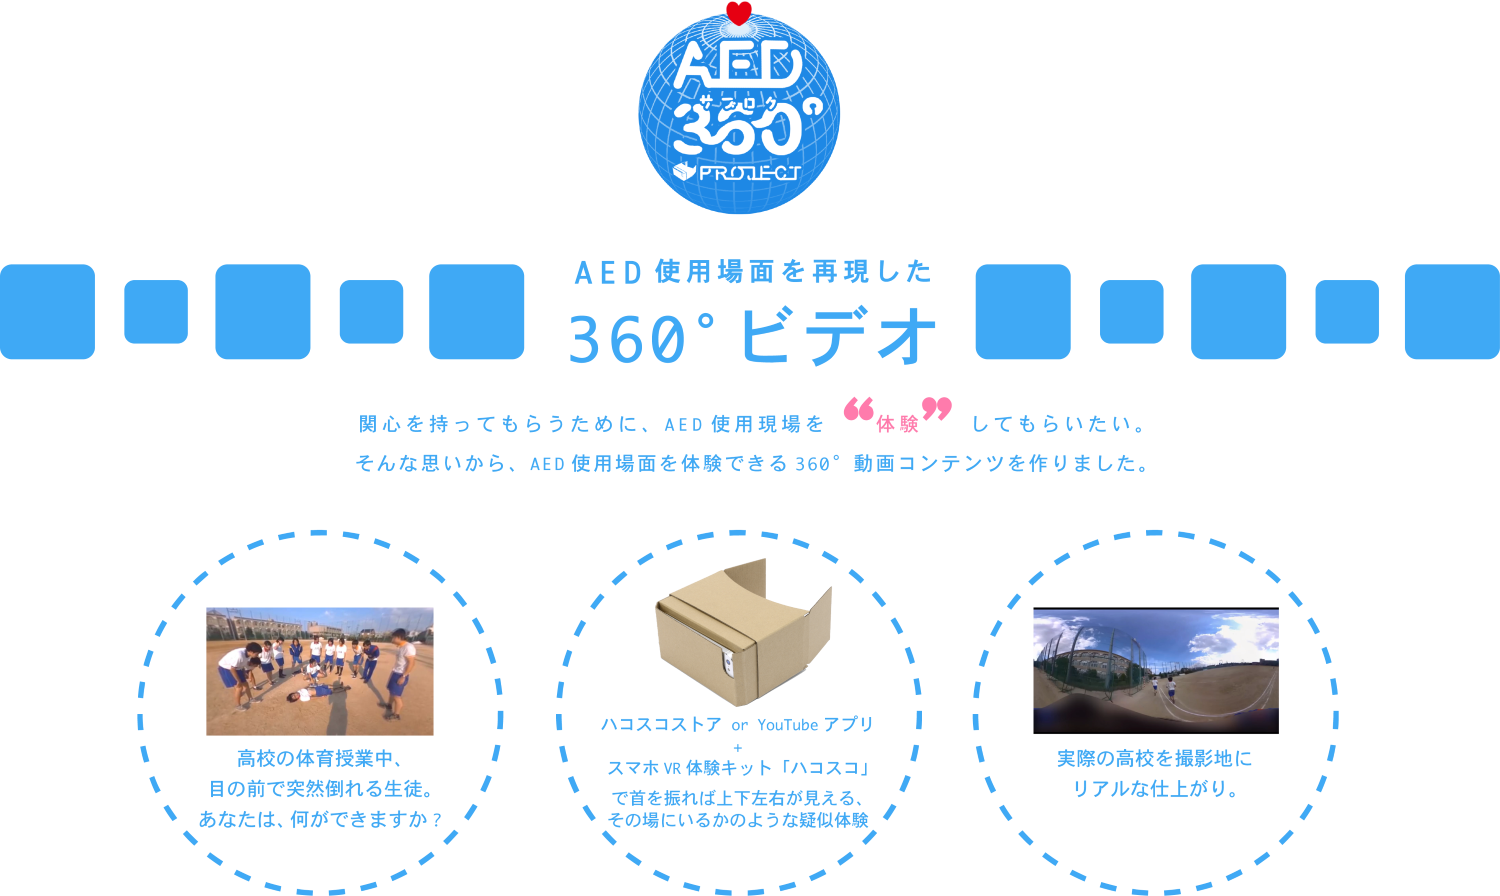 AED
サブロク
360°
PROJECT
AED使用場面を再現した
360°ビデオ
関心を持ってもらうために、AED使用現場を❝体験❞してもらいたい。
そんな思いから、AED使用場面を体験できる360°動画コンテンツを作りました。
高校の体育授業中、
目の前で突然倒れる生徒。
あなたは、何ができますか？
ハコスコストア or YouTubeアプリ
+
スマホVR体験キット「ハコスコ」
で首を振れば上下左右が見える、
その場にいるかのような疑似体験
実際の高校を撮影地に
リアルな仕上がり。